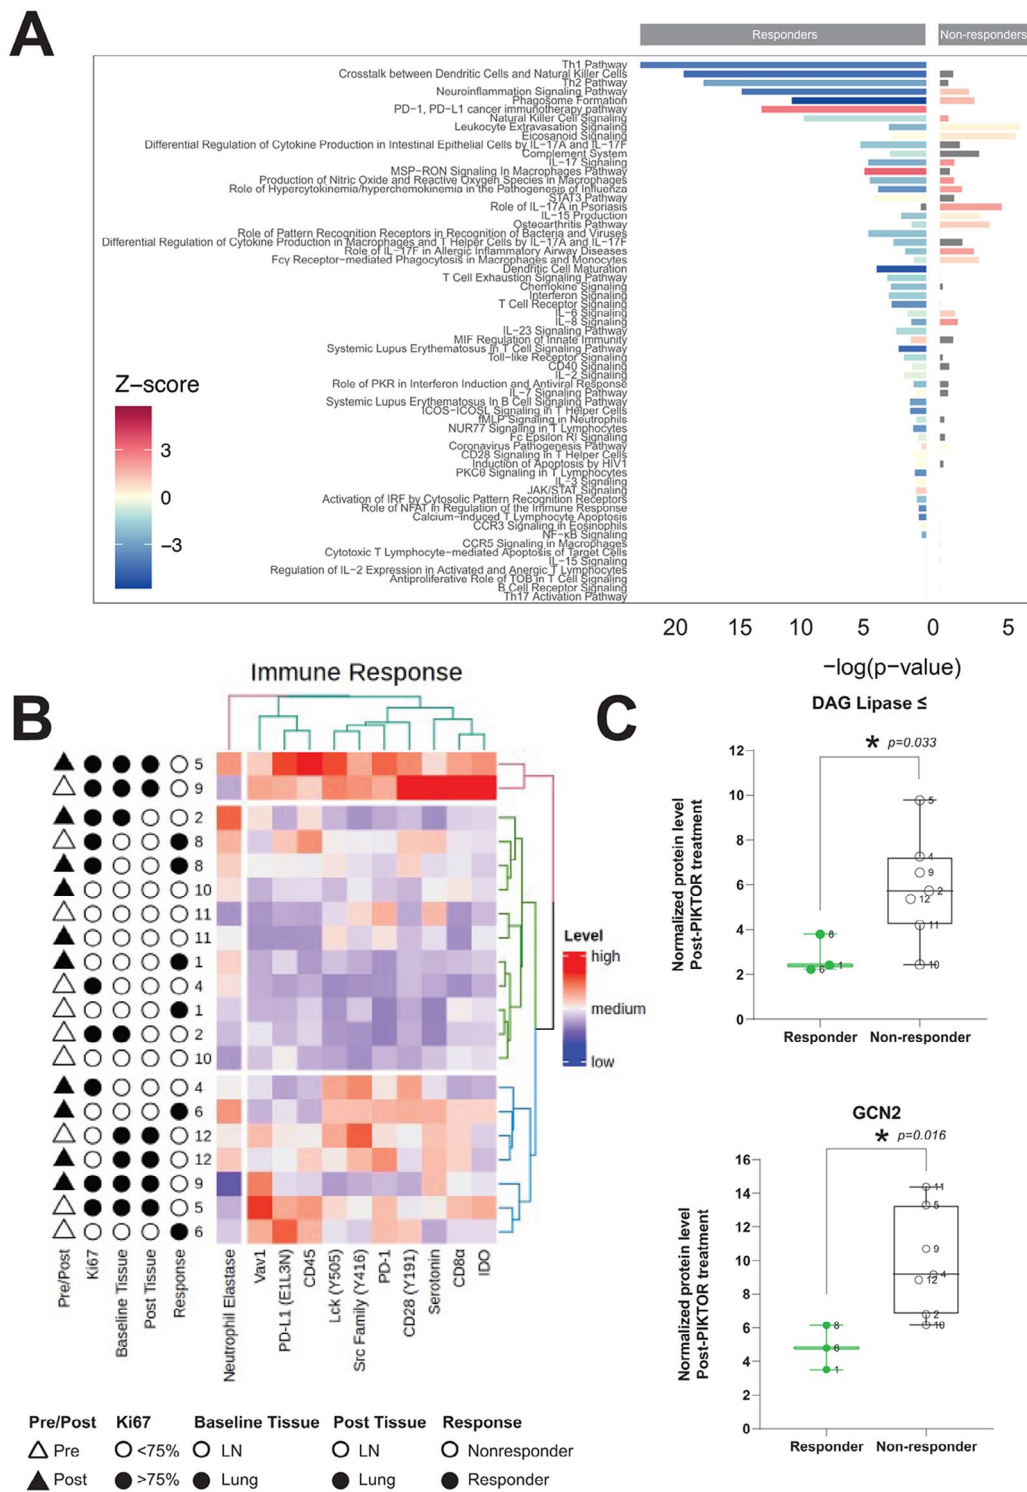 A
Responders
Non-responders
Th1 Pathway
Crosstalk between Dendritic Cells and Natural Killer Cells
Th2 Pathway
Neuroinflammation Signaling Pathway
Phagosome Formation
PD-1, PD-L1 cancer immunotherapy pathway
Natural Killer Cell Signaling
Leukocyte Extravasation Signaling
Eicosanoid Signaling
Differential Regulation of Cytokine Production in Intestinal Epithelial Cells by IL-17A and IL-17F
Complement System
IL-17 Signaling
MSP-RON Signaling In Macrophages Pathway
Production of Nitric Oxide and Reactive Oxygen Species in Macrophages
Role of Hypercytokinemia/hyperchemokinemia in the Pathogenesis of Influenza
STAT3 Pathway
Role of IL-17A in Psoriasis
IL-15 Production
Osteoarthritis Pathway
Role of Pattern Recognition Receptors in Recognition of Bacteria and Viruses
Differential Regulation of Cytokine Production in Macrophages and T Helper Cells by IL-17A and IL-17F
Role of IL-17F in Allergic Inflammatory Airway Diseases
Fcγ Receptor-mediated Phagocytosis in Macrophages and Monocytes
Dendritic Cell Maturation
T Cell Exhaustion Signaling Pathway
Chemokine Signaling
Interferon Signaling
T Cell Receptor Signaling
IL-6 Signaling
IL-8 Signaling
IL-23 Signaling Pathway
MIF Regulation of Innate Immunity
Systemic Lupus Erythematosus In T Cell Signaling Pathway
Toll-like Receptor Signaling
CD40 Signaling
IL-2 Signaling
Role of PKR in Interferon Induction and Antiviral Response
IL-7 Signaling Pathway
Systemic Lupus Erythematosus In B Cell Signaling Pathway
ICOS-ICOSL Signaling in T Helper Cells
fMLP Signaling in Neutrophils
NUR77 Signaling in T Lymphocytes
Fc Epsilon RI Signaling
Coronavirus Pathogenesis Pathway
CD28 Signaling in T Helper Cells
Induction of Apoptosis by HIV1
PKCθ Signaling in T Lymphocytes
IL-3 Signaling
JAK/STAT Signaling
Activation of IRF by Cytosolic Pattern Recognition Receptors
Role of NFAT in Regulation of the Immune Response
Calcium-induced T Lymphocyte Apoptosis
CCR3 Signaling in Eosinophils
NF-κB Signaling
CCR5 Signaling in Macrophages
Cytotoxic T Lymphocyte-mediated Apoptosis of Target Cells
IL-15 Signaling
Regulation of IL-2 Expression in Activated and Anergic T Lymphocytes
Antiproliferative Role of TOB in T Cell Signaling
B Cell Receptor Signaling
Th17 Activation Pathway
Z-score
3
0
-3
20 15 10 5 0 5
-log(p-value)
B
Immune Response
5
9
2
8
8
10
11
11
1
4
1
2
10
4
6
12
12
9
5
6
Level
high
medium
low
Pre/Post
Ki67
Baseline Tissue
Post Tissue
Response
Neutrophil Elastase
Vav1
PD-L1 (E1L3N)
CD45
Lck (Y505)
Src Family (Y416)
PD-1
CD28 (Y191)
Serotonin
CD8α
IDO
Pre/Post Ki67 Baseline Tissue Post Tissue Response
Pre <75% LN LN Nonresponder
Post >75% Lung Lung Responder
C
DAG Lipase ≤
* p=0.033
Normalized protein level
Post-PIKTOR treatment
12
10
8
6
4
2
0
8
1
6
5
4
9
2
12
11
10
Responder Non-responder
GCN2
* p=0.016
Normalized protein level
Post-PIKTOR treatment
16
14
12
10
8
6
4
2
0
8
6
1
11
5
9
4
12
2
10
Responder Non-responder